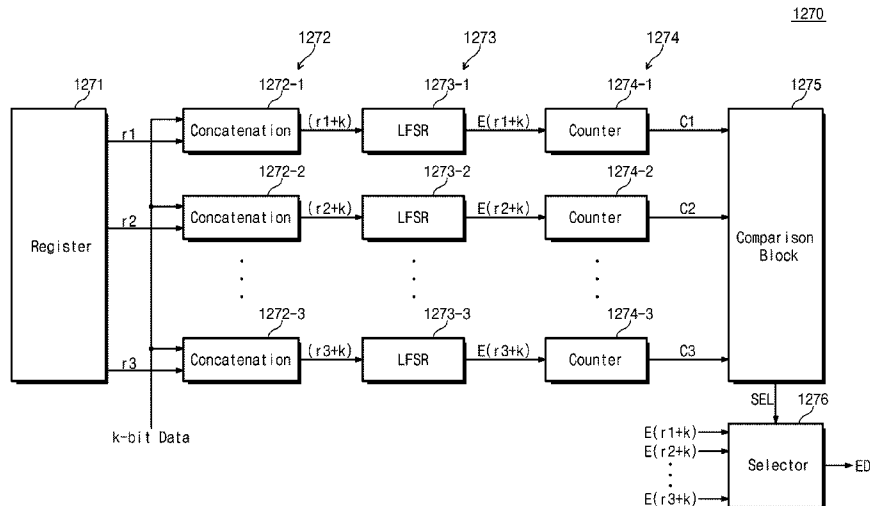 1270
1272
1273
1274
1271
1272-1
1273-1
1274-1
1275
r1
Concatenation
(r1+k)
LFSR
E(r1+k)
Counter
C1
1272-2
1273-2
1274-2
r2
Concatenation
(r2+k)
LFSR
E(r2+k)
Counter
C2
Register
Comparison
Block
1272-3
1273-3
1274-3
r3
Concatenation
(r3+k)
LFSR
E(r3+k)
Counter
C3
k-bit Data
SEL
1276
E(r1+k)
E(r2+k)
E(r3+k)
Selector
ED